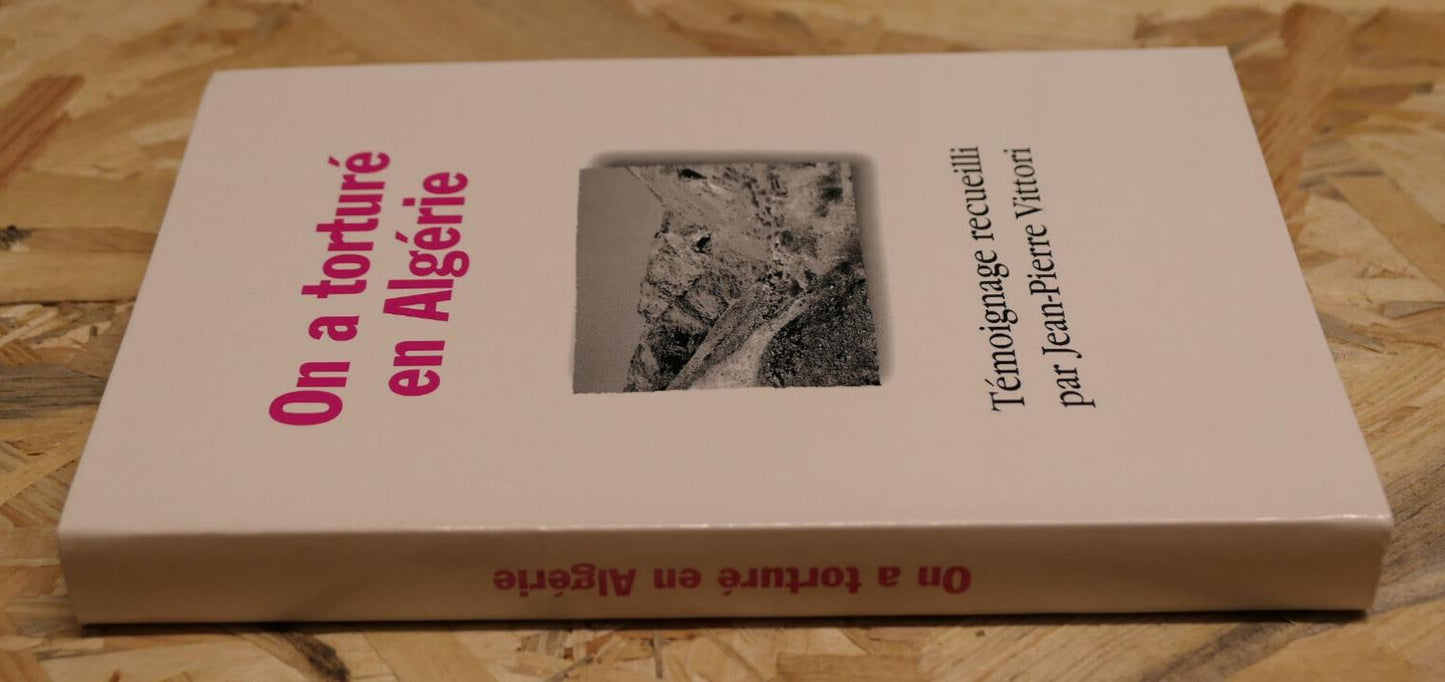 On a torturé
en Algérie
Témoignage recueilli
par Jean-Pierre Vittori
On a torturé en Algérie